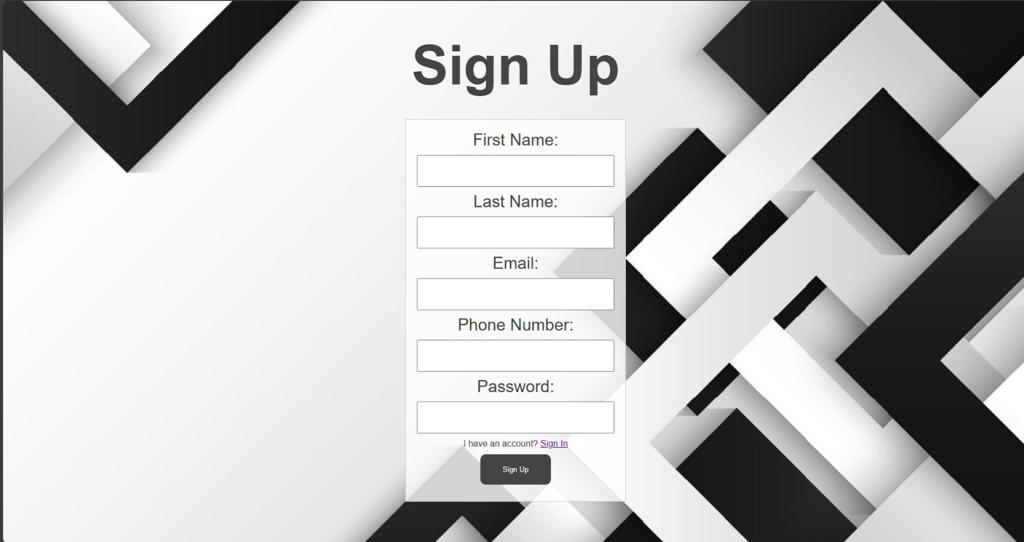 Sign Up
First Name:
Last Name:
Email:
Phone Number:
Password:
I have an account? Sign In
Sign Up